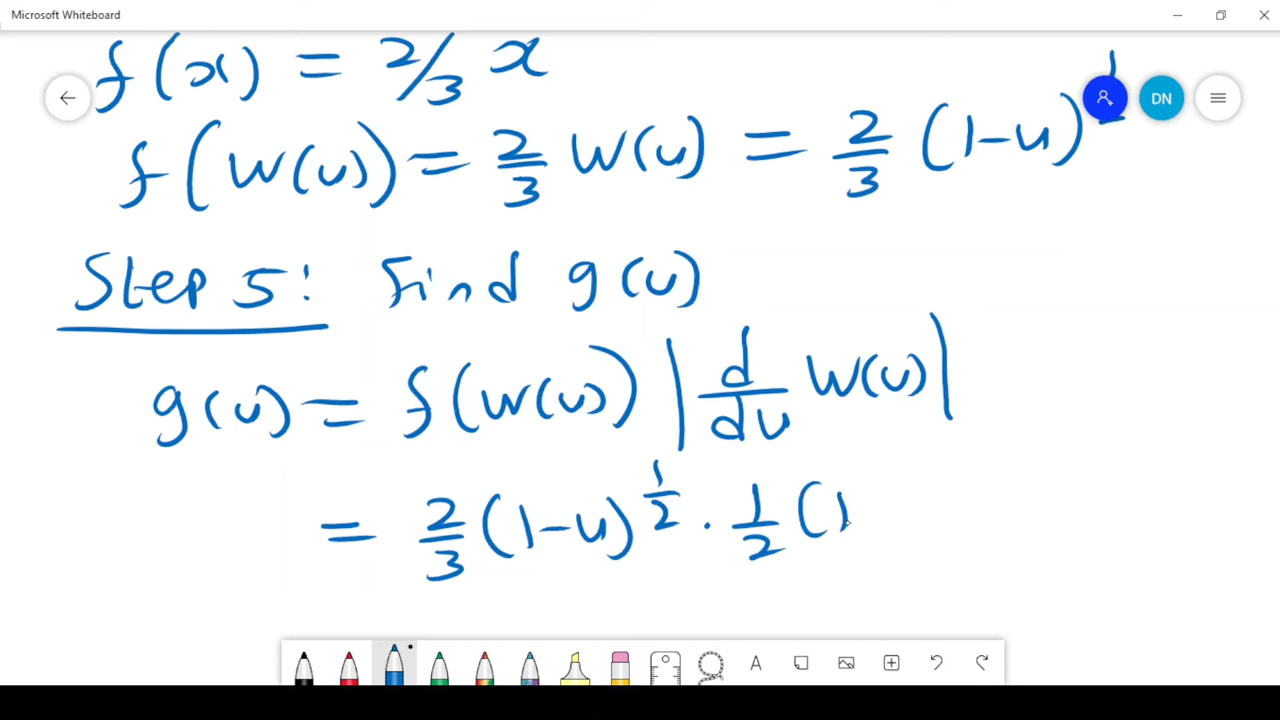 Microsoft Whiteboard
f(x) = 2/3 x
DN
f(W(u)) = 2/3 W(u) = 2/3 (1-u)^1/2
Step 5: Find g(u)
g(u) = f(W(u)) | d/du W(u) |
= 2/3 (1-u)^1/2 · 1/2 (1
A